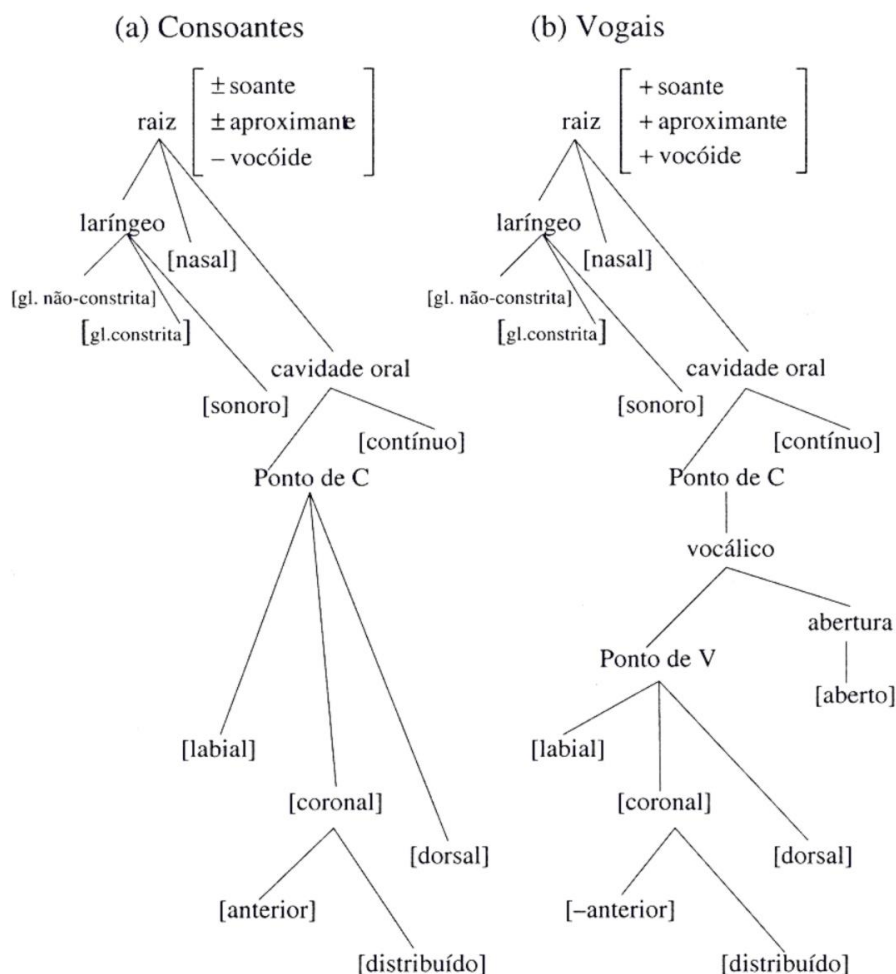 (a) Consoantes
± soante
raiz ± aproximante
− vocóide
laríngeo
[nasal]
[gl. não-constrita]
[gl.constrita]
cavidade oral
[sonoro]
[contínuo]
Ponto de C
[labial]
[coronal]
[dorsal]
[anterior]
[distribuído]
(b) Vogais
+ soante
raiz + aproximante
+ vocóide
laríngeo
[nasal]
[gl. não-constrita]
[gl.constrita]
cavidade oral
[sonoro]
[contínuo]
Ponto de C
vocálico
abertura
Ponto de V
[aberto]
[labial]
[coronal]
[dorsal]
[−anterior]
[distribuído]